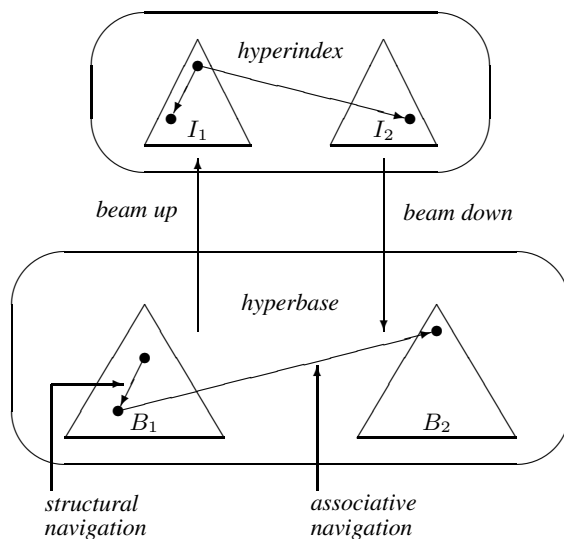 hyperindex
I1 I2
beam up beam down
hyperbase
B1 B2
structural
navigation
associative
navigation